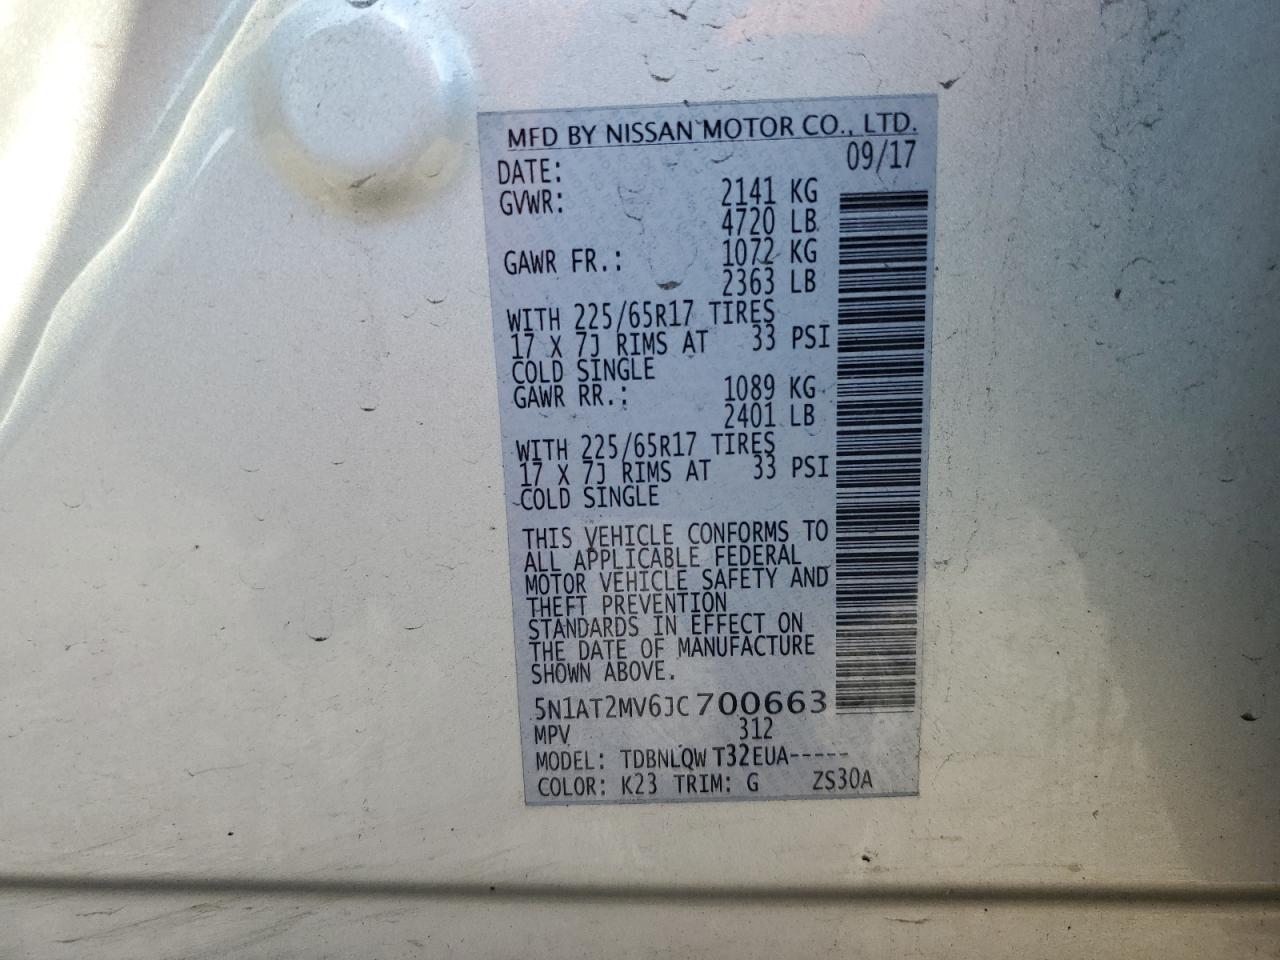 MFD BY NISSAN MOTOR CO., LTD.
DATE: 09/17
GVWR: 2141 KG
4720 LB
GAWR FR.: 1072 KG
2363 LB
WITH 225/65R17 TIRES
17 X 7J RIMS AT 33 PSI
COLD SINGLE
GAWR RR.: 1089 KG
2401 LB
WITH 225/65R17 TIRES
17 X 7J RIMS AT 33 PSI
COLD SINGLE
THIS VEHICLE CONFORMS TO
ALL APPLICABLE FEDERAL
MOTOR VEHICLE SAFETY AND
THEFT PREVENTION
STANDARDS IN EFFECT ON
THE DATE OF MANUFACTURE
SHOWN ABOVE.
5N1AT2MV6JC700663
MPV 312
MODEL: TDBNLQW T32EUA-----
COLOR: K23 TRIM: G ZS30A